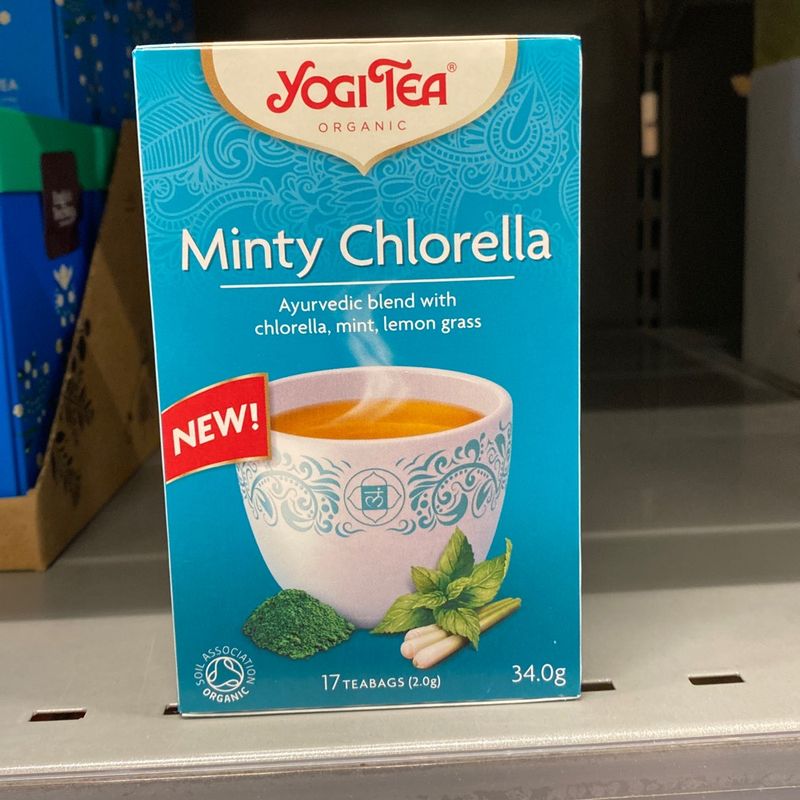 YOGI TEA®
ORGANIC
Minty Chlorella
Ayurvedic blend with
chlorella, mint, lemon grass
NEW!
SOIL ASSOCIATION
ORGANIC
17 TEABAGS (2.0g)
34.0g